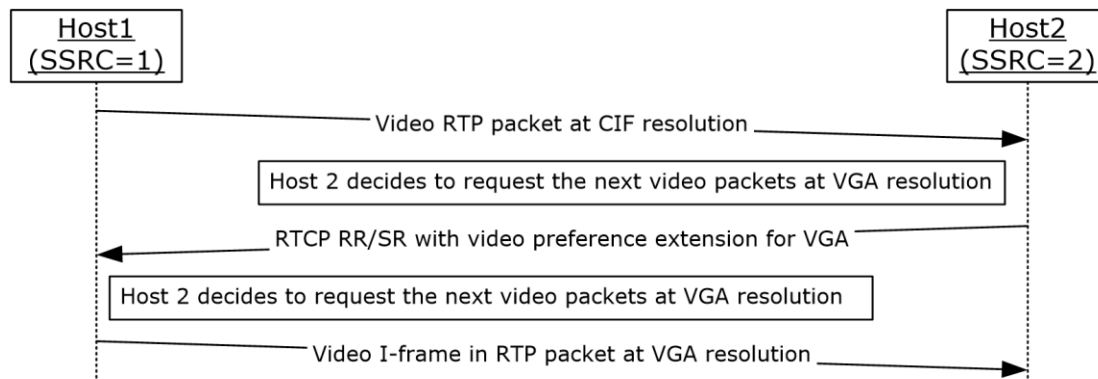 Host1
(SSRC=1)
Host2
(SSRC=2)
Video RTP packet at CIF resolution
Host 2 decides to request the next video packets at VGA resolution
RTCP RR/SR with video preference extension for VGA
Host 2 decides to request the next video packets at VGA resolution
Video I-frame in RTP packet at VGA resolution